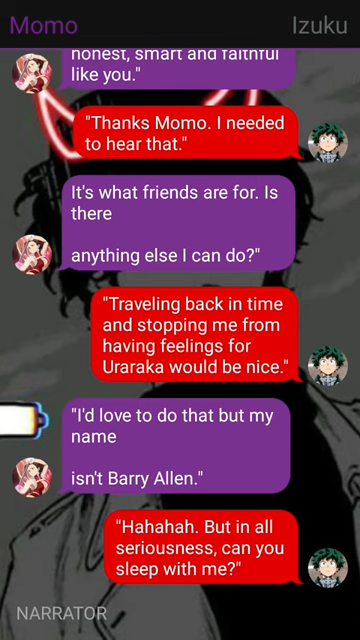 Momo
Izuku
honest, smart and faithful
like you."
"Thanks Momo. I needed
to hear that."
It's what friends are for. Is
there
anything else I can do?"
"Traveling back in time
and stopping me from
having feelings for
Uraraka would be nice."
"I'd love to do that but my
name
isn't Barry Allen."
"Hahahah. But in all
seriousness, can you
sleep with me?"
NARRATOR